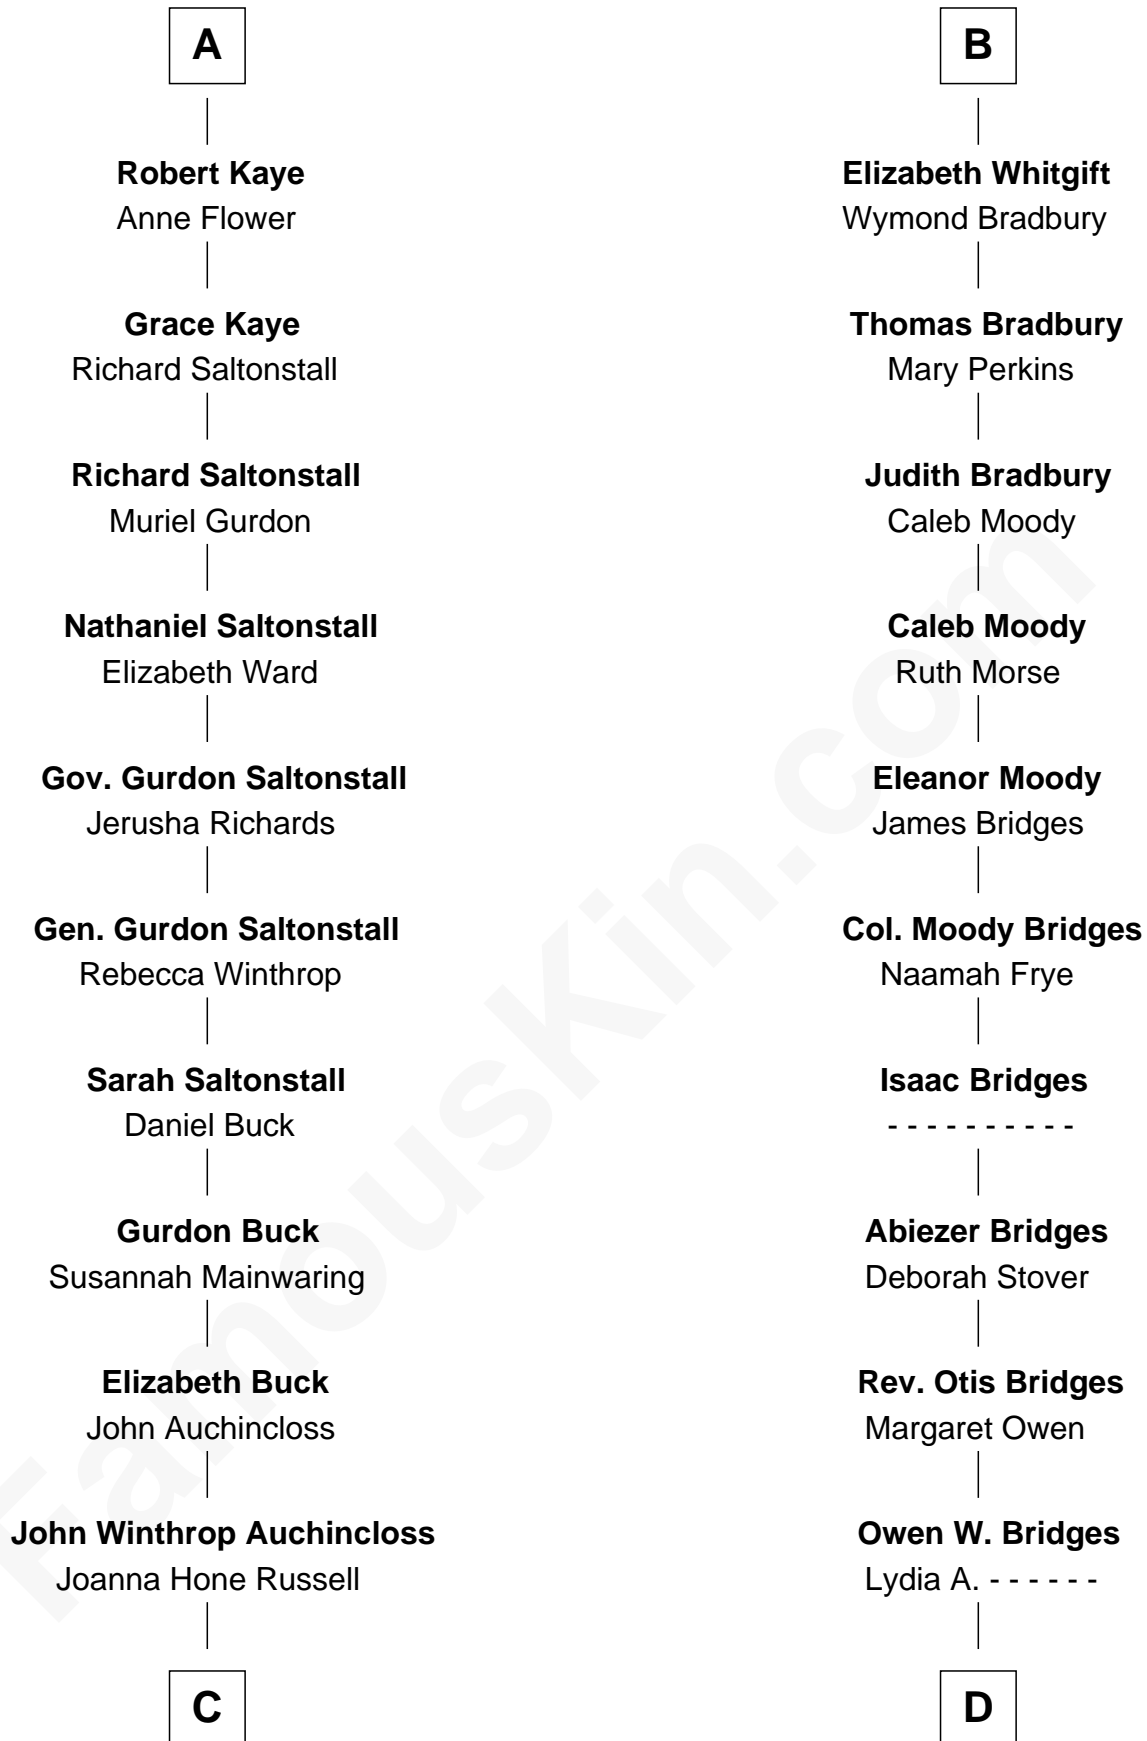 A
Robert Kaye
Anne Flower
Grace Kaye
Richard Saltonstall
Richard Saltonstall
Muriel Gurdon
Nathaniel Saltonstall
Elizabeth Ward
Gov. Gurdon Saltonstall
Jerusha Richards
Gen. Gurdon Saltonstall
Rebecca Winthrop
Sarah Saltonstall
Daniel Buck
Gurdon Buck
Susannah Mainwaring
Elizabeth Buck
John Auchincloss
John Winthrop Auchincloss
Joanna Hone Russell
C
B
Elizabeth Whitgift
Wymond Bradbury
Thomas Bradbury
Mary Perkins
Judith Bradbury
Caleb Moody
Caleb Moody
Ruth Morse
Eleanor Moody
James Bridges
Col. Moody Bridges
Naamah Frye
Isaac Bridges
- - - - - - - - - -
Abiezer Bridges
Deborah Stover
Rev. Otis Bridges
Margaret Owen
Owen W. Bridges
Lydia A. - - - - - -
D
FamousKin.com